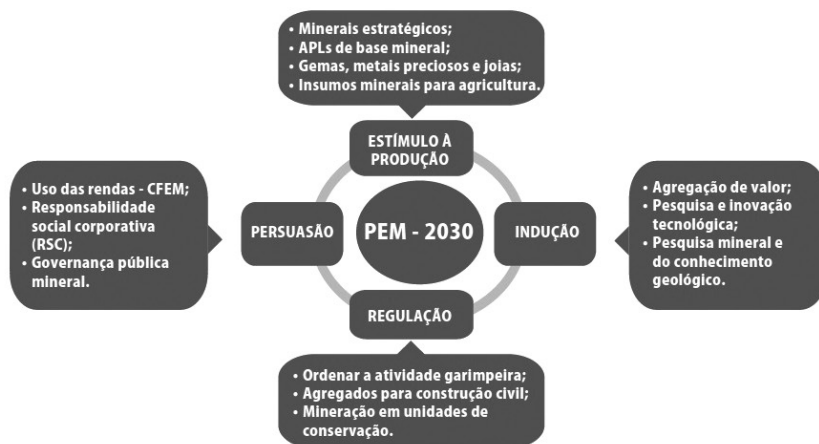 • Minerais estratégicos;
• APLs de base mineral;
• Gemas, metais preciosos e joias;
• Insumos minerais para agricultura.
ESTÍMULO À
PRODUÇÃO
• Uso das rendas - CFEM;
• Responsabilidade
social corporativa
(RSC);
• Governança pública
mineral.
PERSUASÃO
PEM - 2030
INDUÇÃO
• Agregação de valor;
• Pesquisa e inovação
tecnológica;
• Pesquisa mineral e
do conhecimento
geológico.
REGULAÇÃO
• Ordenar a atividade garimpeira;
• Agregados para construção civil;
• Mineração em unidades de
conservação.